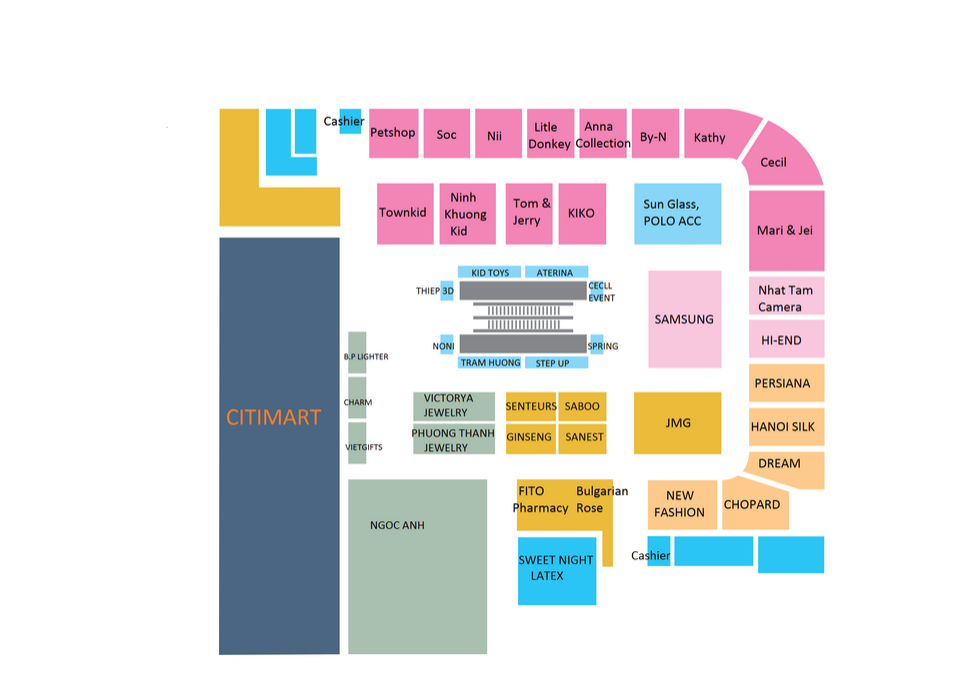 Cashier
Petshop
Soc
Nii
Litle
Donkey
Anna
Collection
By-N
Kathy
Cecil
Townkid
Ninh
Khuong
Kid
Tom &
Jerry
KIKO
Sun Glass,
POLO ACC
Mari & Jei
KID TOYS
ATERINA
THIEP 3D
CECLL
EVENT
Nhat Tam
Camera
SAMSUNG
HI-END
NONI
SPRING
B.P LIGHTER
TRAM HUONG
STEP UP
PERSIANA
CHARM
VICTORYA
JEWELRY
SENTEURS
SABOO
CITIMART
JMG
HANOI SILK
PHUONG THANH
JEWELRY
GINSENG
SANEST
VIETGIFTS
DREAM
FITO
Pharmacy
Bulgarian
Rose
NEW
FASHION
CHOPARD
NGOC ANH
SWEET NIGHT
LATEX
Cashier